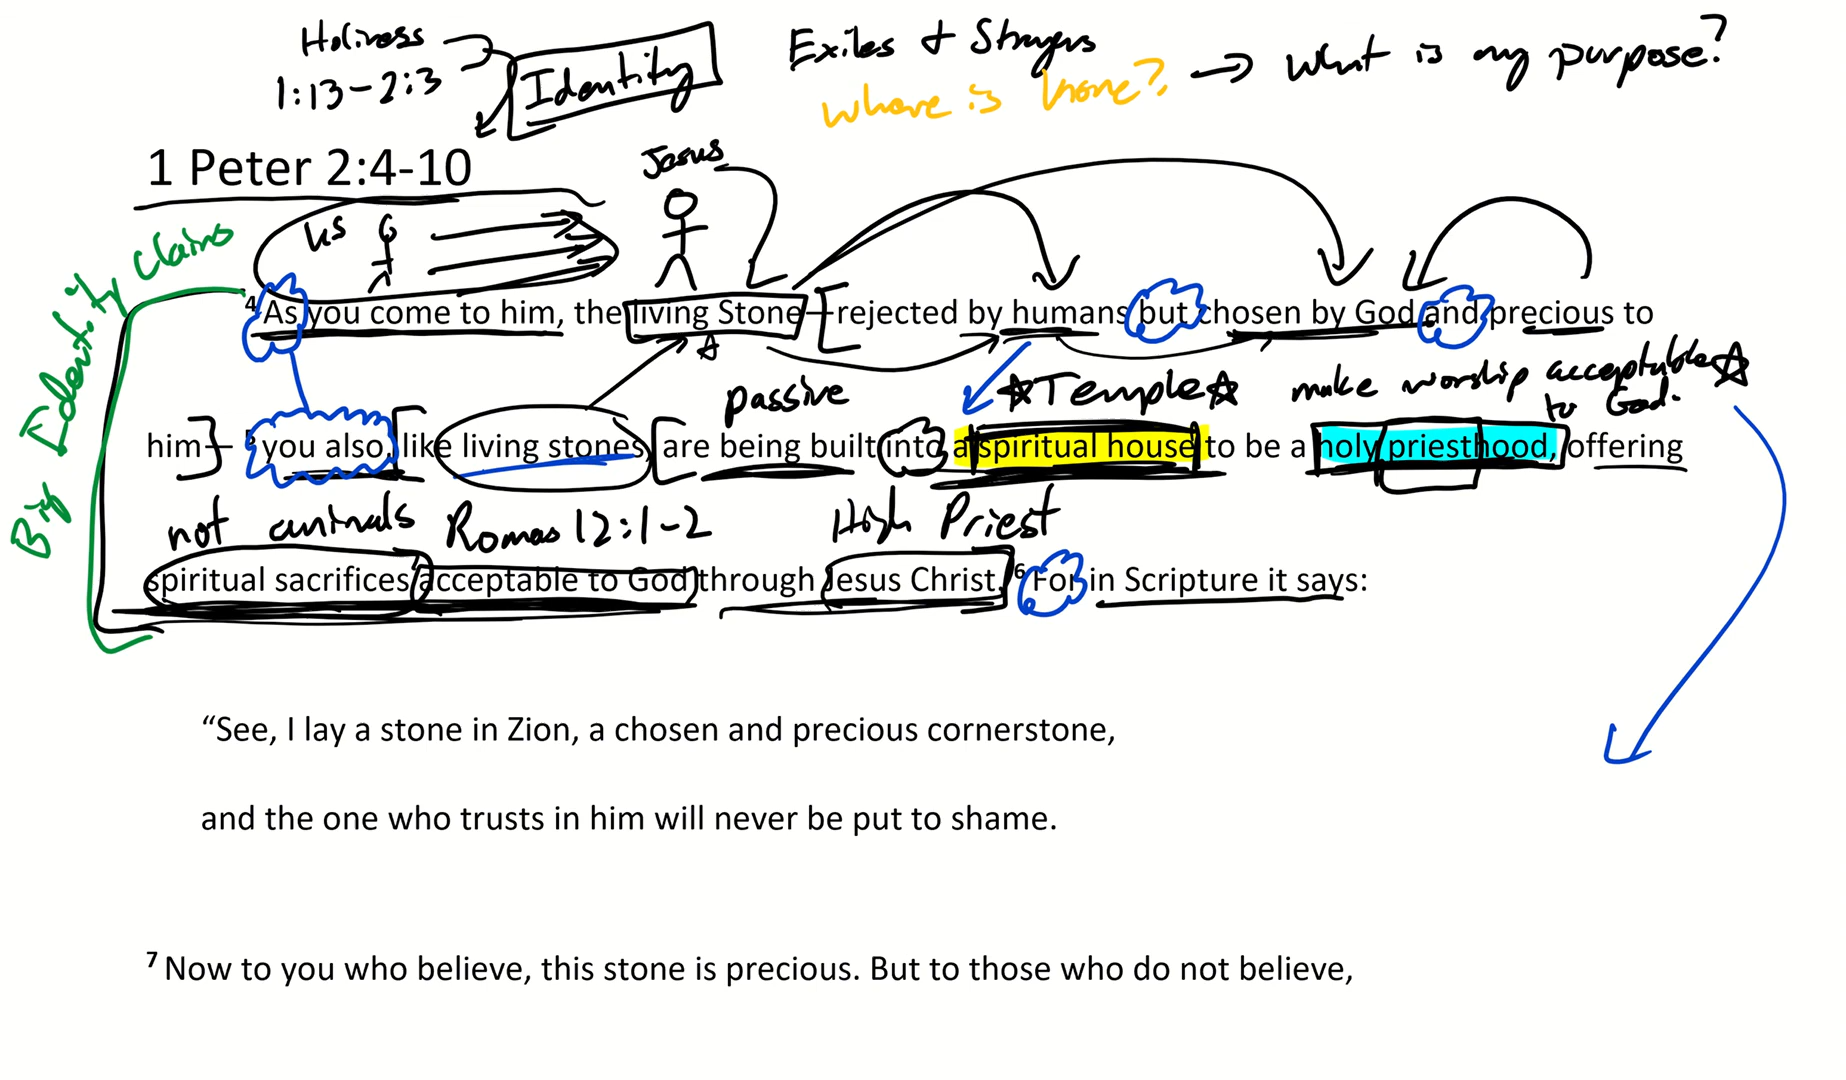 Holiness
1:13-2:3
Identity
Exiles & Strangers
where is home? → what is my purpose?
1 Peter 2:4-10
Jesus
us
Big Identity Claims
4 As you come to him, the living Stone—rejected by humans but chosen by God and precious to
passive
☆Temple☆
make worship acceptable ☆
to God.
him— 5 you also, like living stones, are being built into a spiritual house to be a holy priesthood, offering
not animals
Romans 12:1-2
High Priest
spiritual sacrifices acceptable to God through Jesus Christ. 6 For in Scripture it says:
“See, I lay a stone in Zion, a chosen and precious cornerstone,
and the one who trusts in him will never be put to shame.
7 Now to you who believe, this stone is precious. But to those who do not believe,